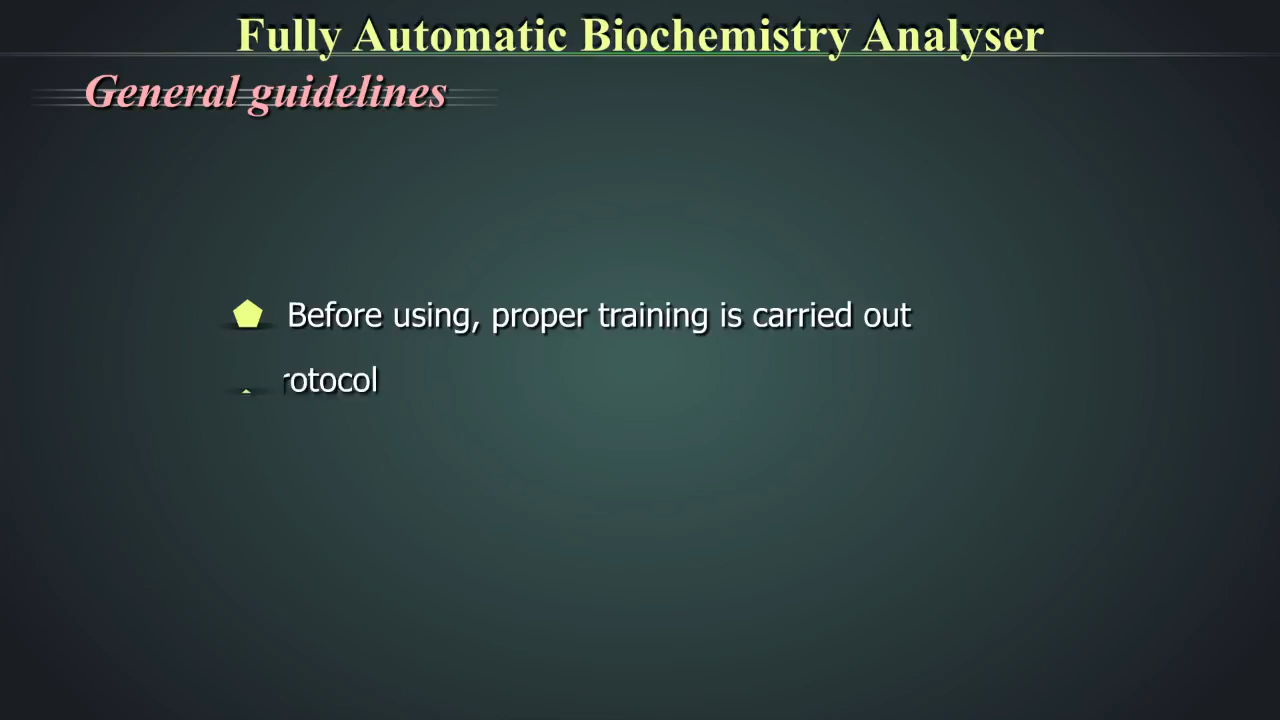 Fully Automatic Biochemistry Analyser
General guidelines
Before using, proper training is carried out
rotocol